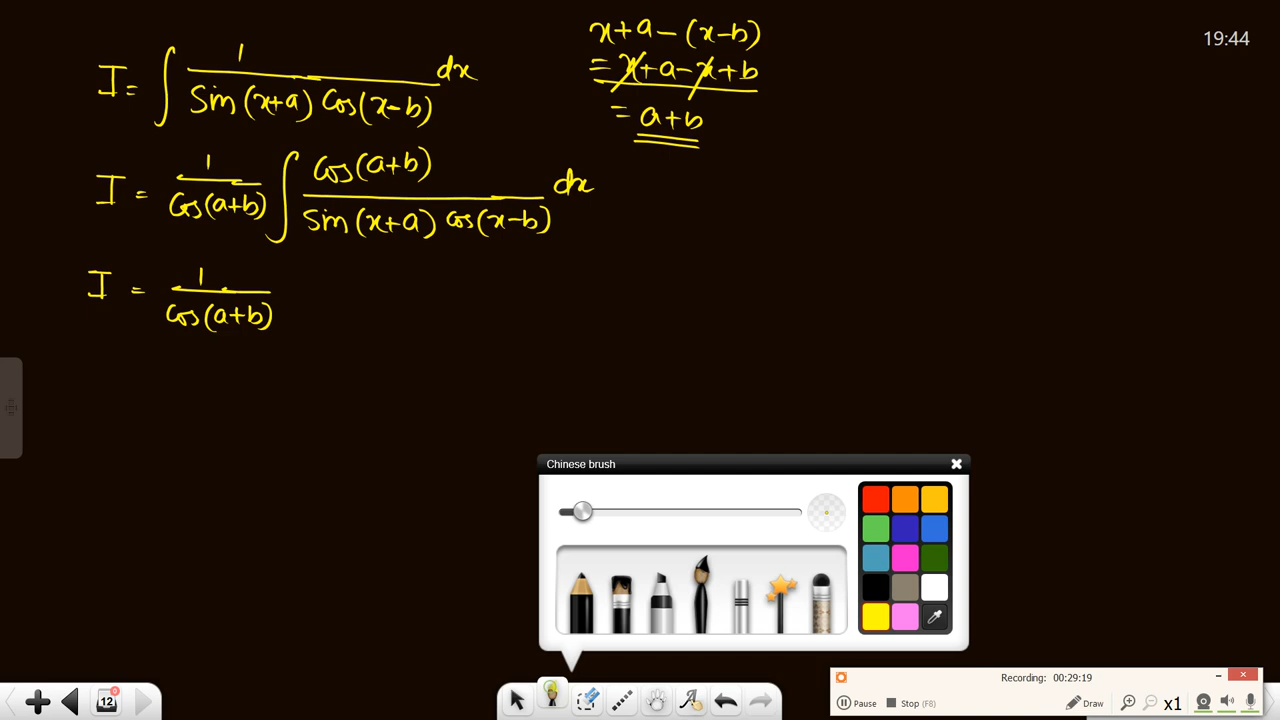 I = ∫ 1 / (Sin (x+a) Cos (x-b)) dx
x+a - (x-b)
= x+a-x+b
= a+b
19:44
I = 1 / Cos(a+b) ∫ Cos(a+b) / (Sin (x+a) Cos (x-b)) dx
I = 1 / Cos(a+b)
Chinese brush
Recording: 00:29:19
12 0
Pause Stop (F8) Draw x1